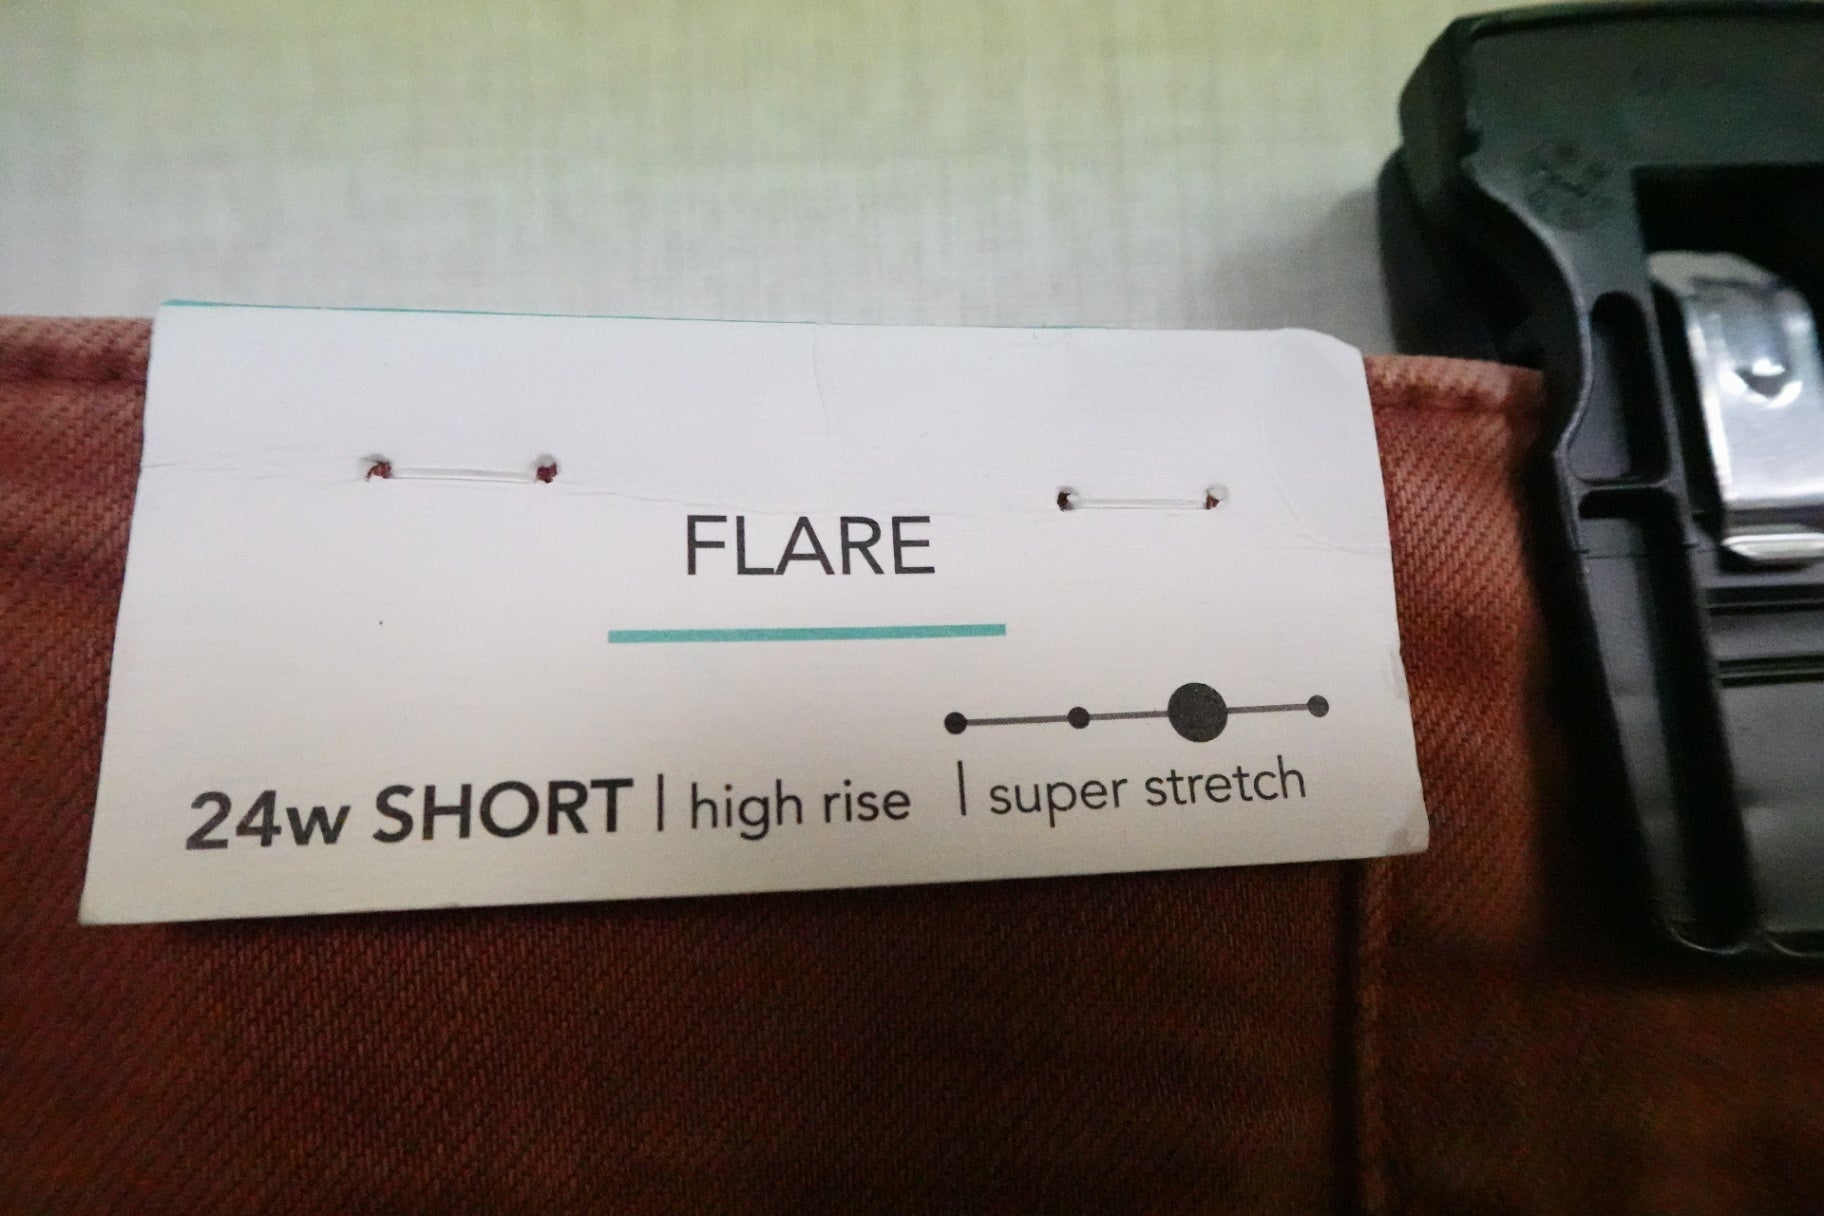 FLARE
24w SHORT | high rise | super stretch